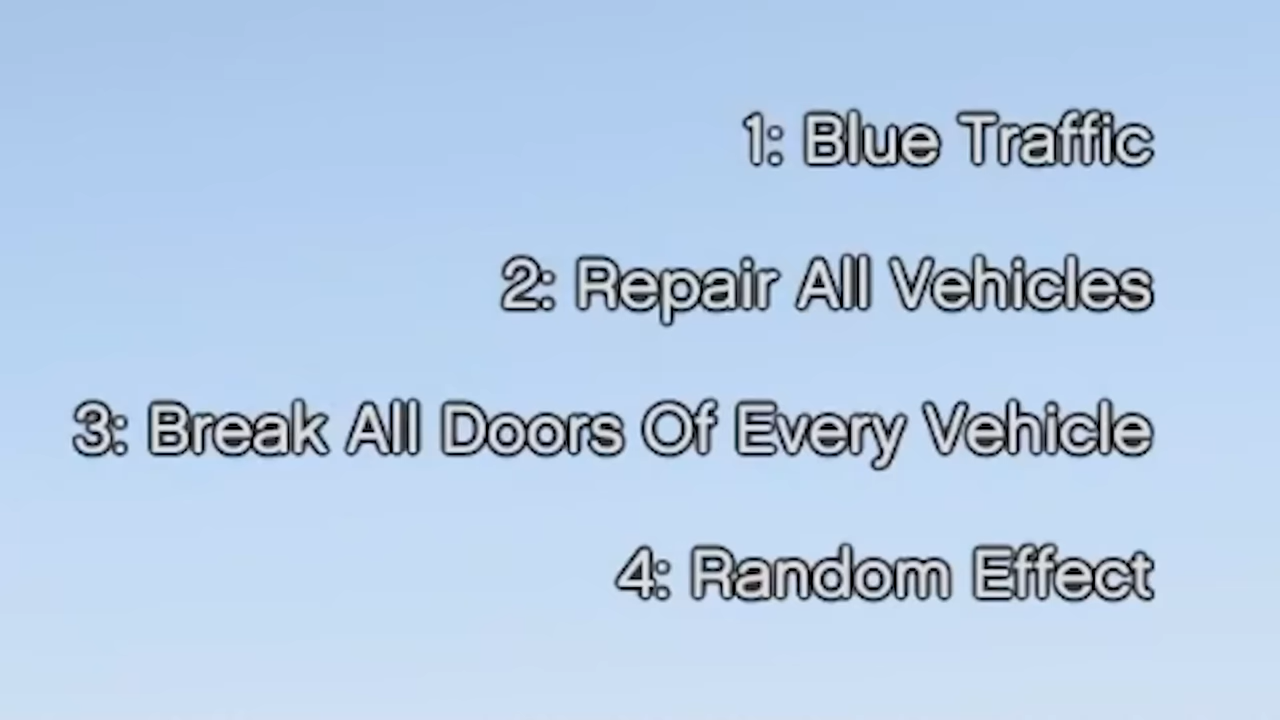 1: Blue Traffic
2: Repair All Vehicles
3: Break All Doors Of Every Vehicle
4: Random Effect